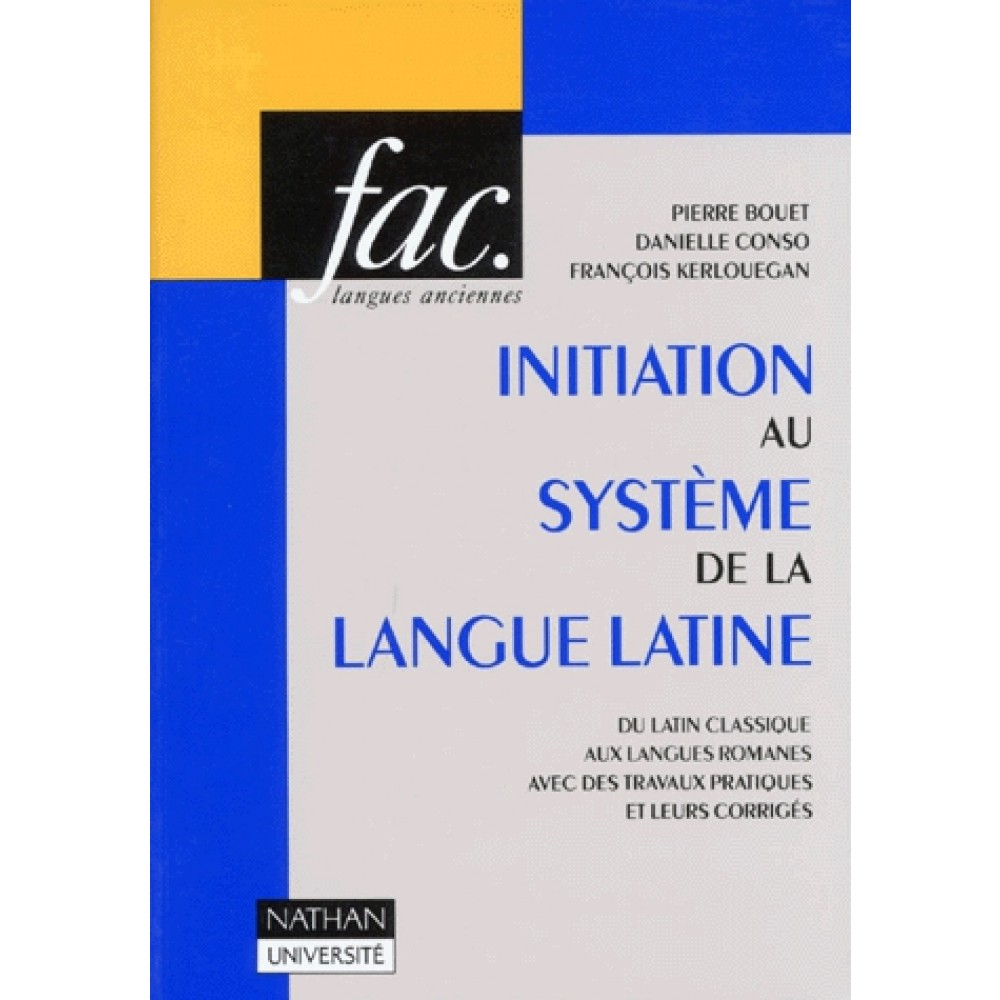 fac.
langues anciennes
PIERRE BOUET
DANIELLE CONSO
FRANÇOIS KERLOUEGAN
INITIATION
AU
SYSTÈME
DE LA
LANGUE LATINE
DU LATIN CLASSIQUE
AUX LANGUES ROMANES
AVEC DES TRAVAUX PRATIQUES
ET LEURS CORRIGÉS
NATHAN
UNIVERSITÉ